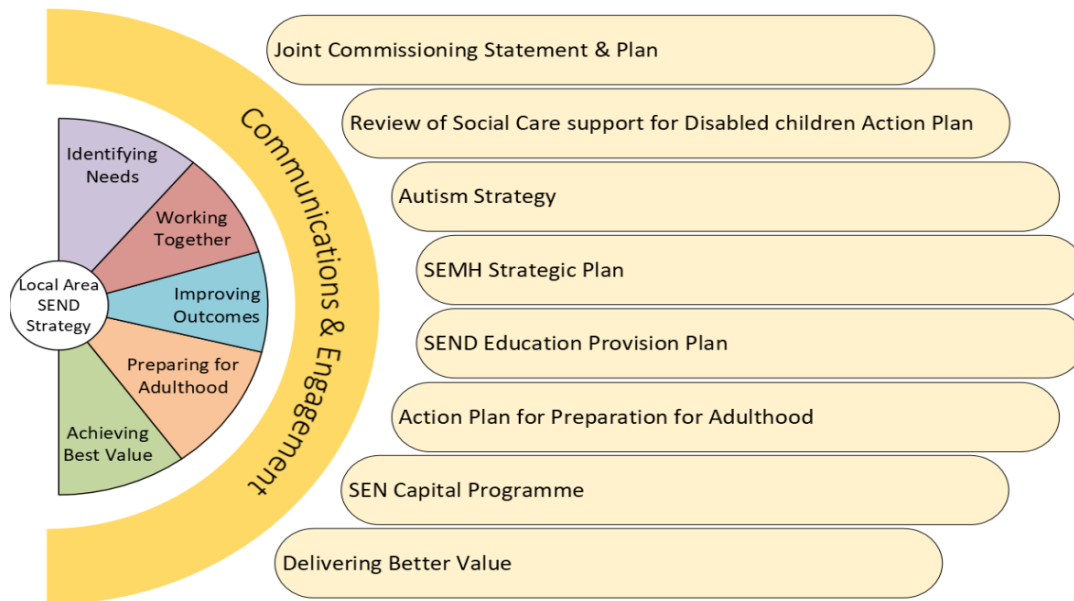 Local Area
SEND
Strategy
Identifying
Needs
Working
Together
Improving
Outcomes
Preparing for
Adulthood
Achieving
Best Value
Communications & Engagement
Joint Commissioning Statement & Plan
Review of Social Care support for Disabled children Action Plan
Autism Strategy
SEMH Strategic Plan
SEND Education Provision Plan
Action Plan for Preparation for Adulthood
SEN Capital Programme
Delivering Better Value